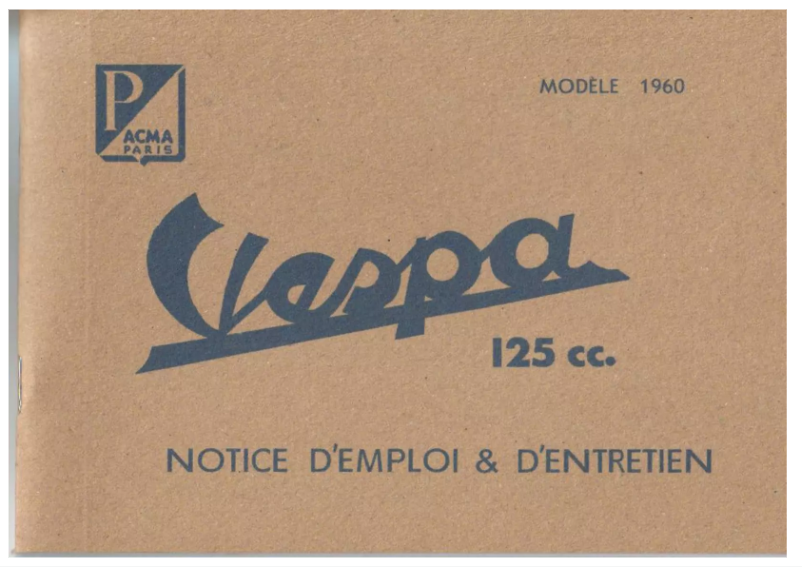 P
ACMA
PARIS
MODÈLE 1960
Vespa
125 cc.
NOTICE D'EMPLOI & D'ENTRETIEN